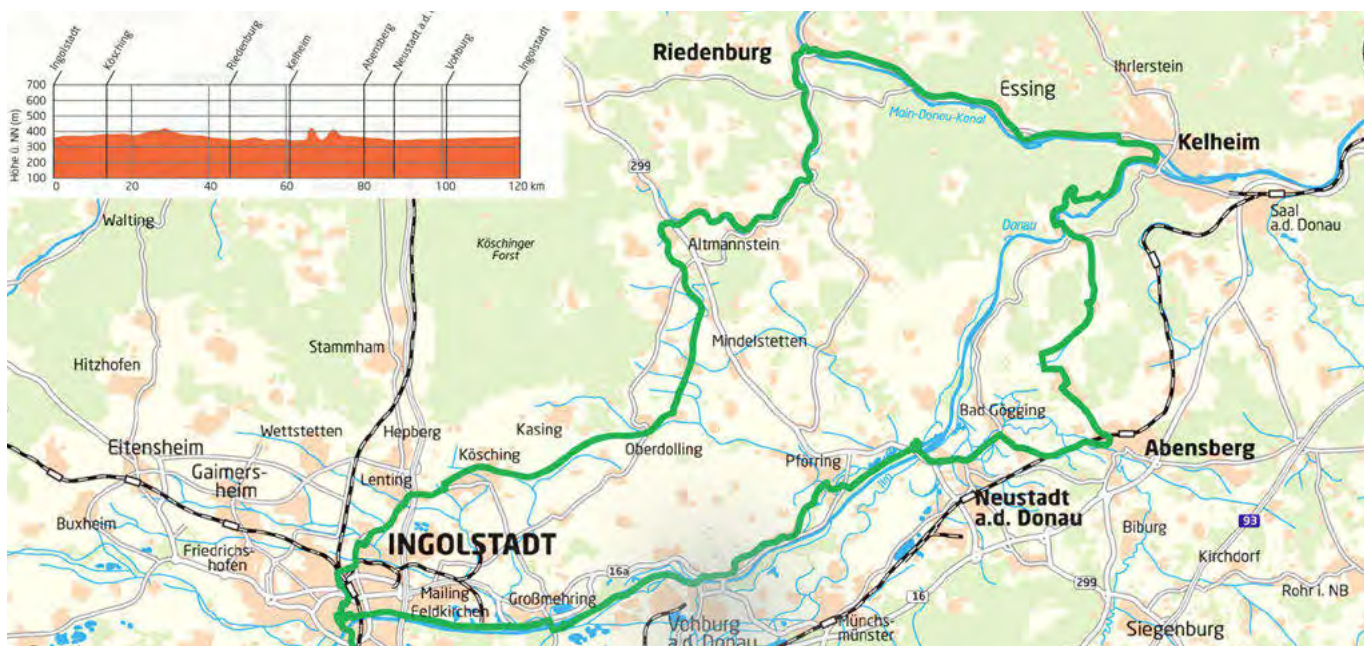 Ingolstadt
Kösching
Riedenburg
Kelheim
Abensberg
Neustadt a.d.
Vohburg
Ingolstadt
Höhe ü. NN (m)
700
600
500
400
300
200
100
0
20
40
60
80
100
120 km
Riedenburg
Ihrlerstein
Essing
Main-Donau-Kanal
Kelheim
299
Saal
a.d. Donau
Walting
Donau
Köschinger
Forst
Altmannstein
Stammham
Mindelstetten
Hitzhofen
Bad Gögging
Kasing
Wettstetten
Hepberg
Eitensheim
Kösching
Oberdolling
Abensberg
Pförring
Gaimers-
heim
Lenting
Ilm
Neustadt
a.d. Donau
Buxheim
93
Biburg
INGOLSTADT
Friedrichs-
hofen
Kirchdorf
16a
299
Mailing
Rohr i. NB
Feldkirchen
Großmehring
16
Vohburg
a.d. Donau
Münchs-
münster
Siegenburg